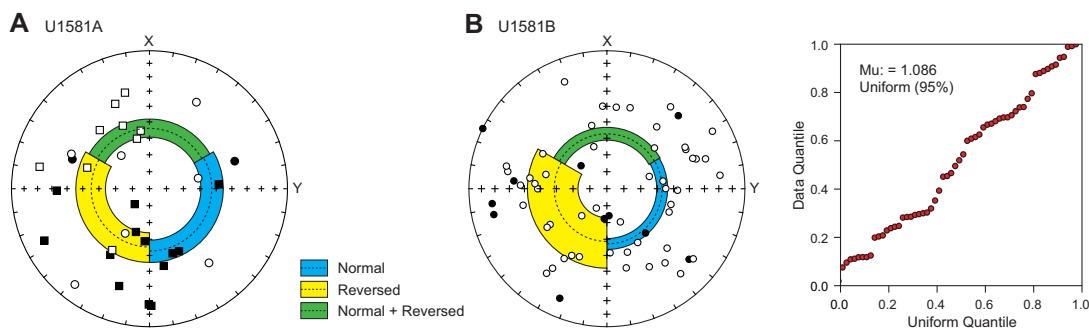 A U1581A
X
Y
Normal
Reversed
Normal + Reversed
B U1581B
X
Y
Mu: = 1.086
Uniform (95%)
Data Quantile
1.0
0.8
0.6
0.4
0.2
0.0
0.0 0.2 0.4 0.6 0.8 1.0
Uniform Quantile